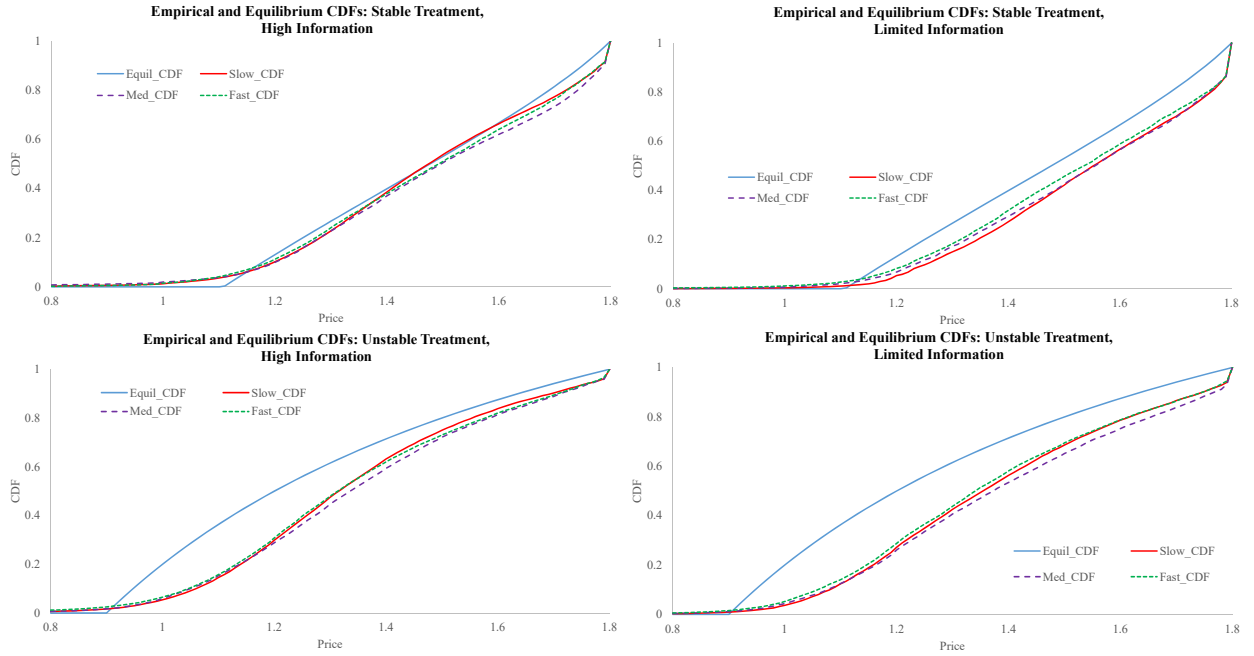 Empirical and Equilibrium CDFs: Stable Treatment,
High Information
1
0.8
0.6
0.4
0.2
0
CDF
Equil_CDF Slow_CDF
Med_CDF Fast_CDF
0.8 1 1.2 1.4 1.6 1.8
Price
Empirical and Equilibrium CDFs: Stable Treatment,
Limited Information
1
0.8
0.6
0.4
0.2
0
CDF
Equil_CDF Slow_CDF
Med_CDF Fast_CDF
0.8 1 1.2 1.4 1.6 1.8
Price
Empirical and Equilibrium CDFs: Unstable Treatment,
High Information
1
0.8
0.6
0.4
0.2
0
CDF
Equil_CDF Slow_CDF
Med_CDF Fast_CDF
0.8 1 1.2 1.4 1.6 1.8
Price
Empirical and Equilibrium CDFs: Unstable Treatment,
Limited Information
1
0.8
0.6
0.4
0.2
0
CDF
Equil_CDF Slow_CDF
Med_CDF Fast_CDF
0.8 1 1.2 1.4 1.6 1.8
Price